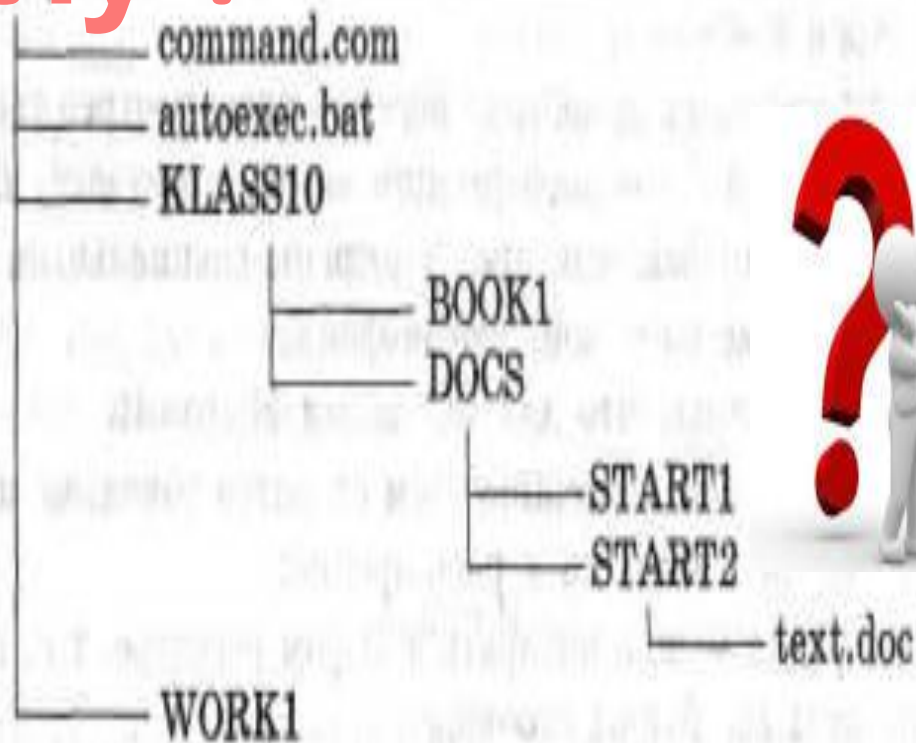 command.com
autoexec.bat
KLASS10
BOOK1
DOCS
START1
START2
text.doc
WORK1